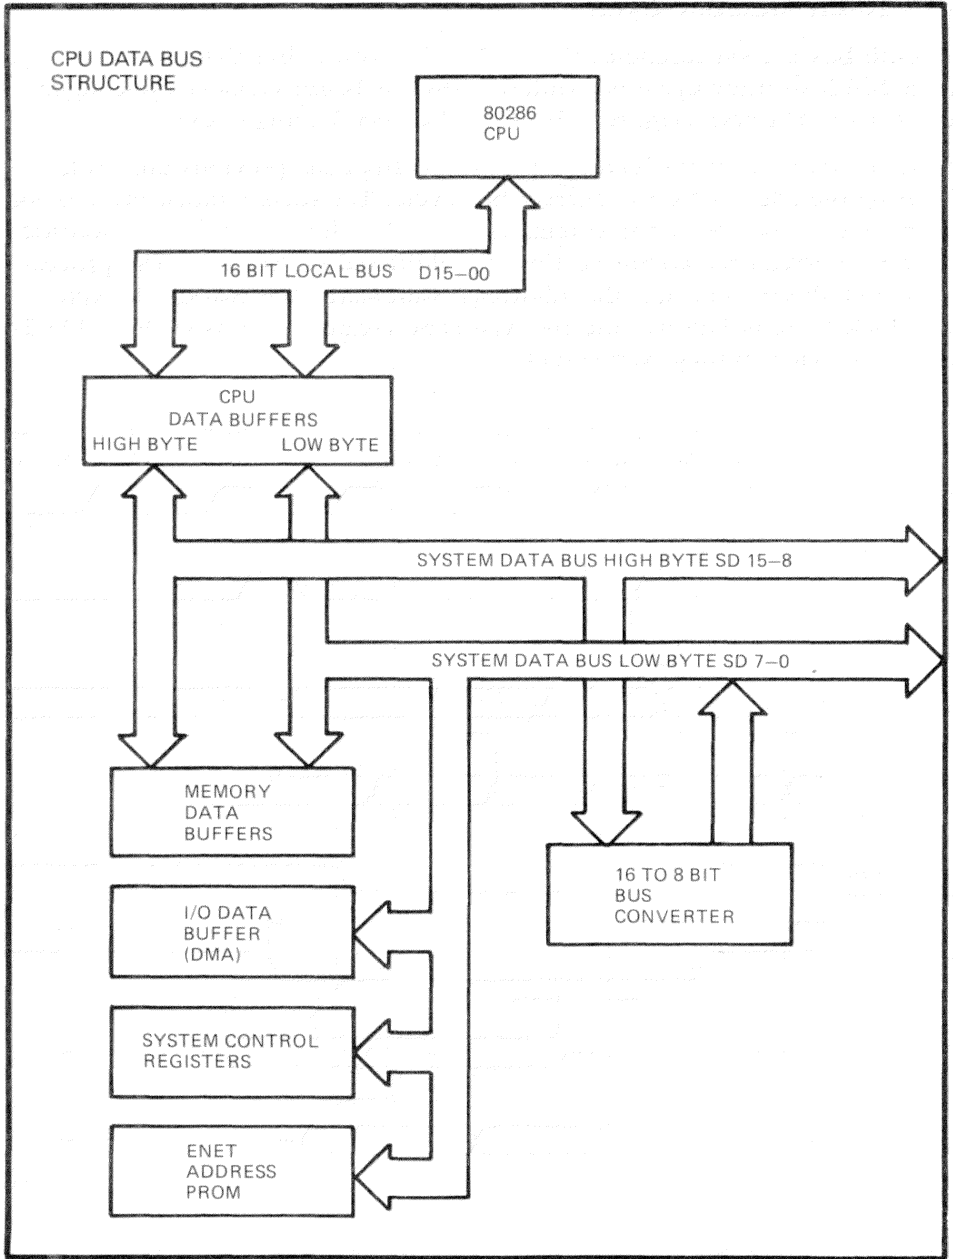 CPU DATA BUS
STRUCTURE
80286
CPU
16 BIT LOCAL BUS D15-00
CPU
DATA BUFFERS
HIGH BYTE LOW BYTE
SYSTEM DATA BUS HIGH BYTE SD 15-8
SYSTEM DATA BUS LOW BYTE SD 7-0
MEMORY
DATA
BUFFERS
16 TO 8 BIT
BUS
CONVERTER
I/O DATA
BUFFER
(DMA)
SYSTEM CONTROL
REGISTERS
ENET
ADDRESS
PROM